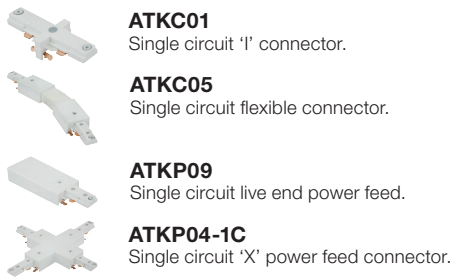 ATKC01
Single circuit ‘I’ connector.
ATKC05
Single circuit flexible connector.
ATKP09
Single circuit live end power feed.
ATKP04-1C
Single circuit ‘X’ power feed connector.